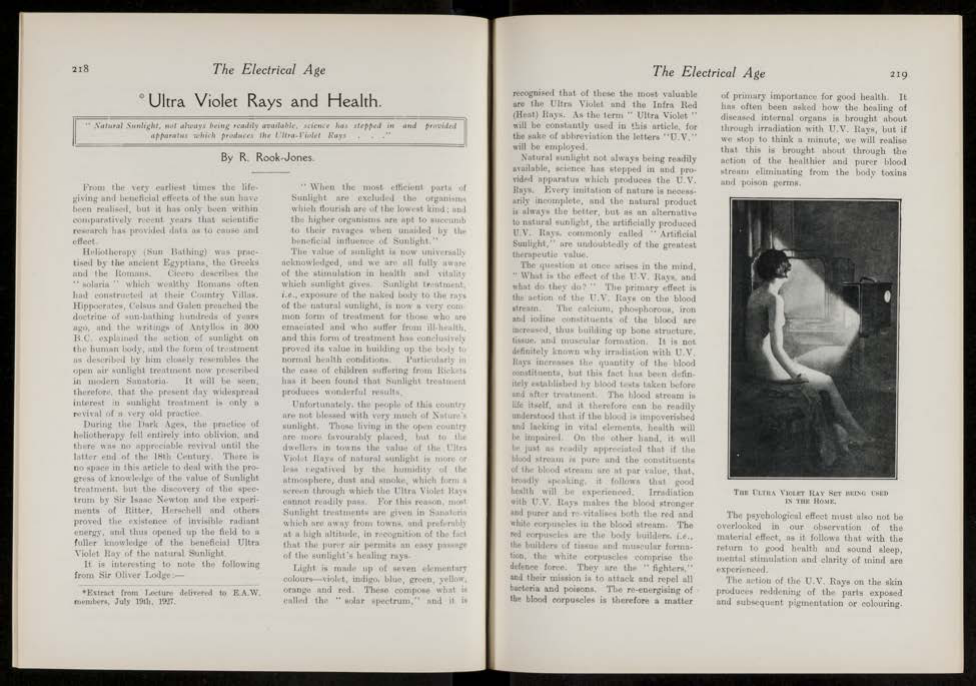 218
The Electrical Age
°Ultra Violet Rays and Health.
" Natural Sunlight, not always being readily available, science has stepped in and provided
apparatus which produces the Ultra-Violet Rays . . ."
By R. Rook-Jones.
From the very earliest times the life-
giving and beneficial effects of the sun have
been realised, but it has only been within
comparatively recent years that scientific
research has provided data as to cause and
effect.
Heliotherapy (Sun Bathing) was prac-
tised by the ancient Egyptians, the Greeks
and the Romans. Cicero describes the
" solaria " which wealthy Romans often
had constructed at their Country Villas.
Hippocrates, Celsus and Galen preached the
doctrine of sun-bathing hundreds of years
ago, and the writings of Antyllos in 300
B.C. explained the action of sunlight on
the human body, and the form of treatment
as described by him closely resembles the
open air sunlight treatment now prescribed
in modern Sanatoria. It will be seen,
therefore, that the present day widespread
interest in sunlight treatment is only a
revival of a very old practice.
During the Dark Ages, the practice of
heliotherapy fell entirely into oblivion, and
there was no appreciable revival until the
latter end of the 18th Century. There is
no space in this article to deal with the pro-
gress of knowledge of the value of Sunlight
treatment, but the discovery of the spec-
trum by Sir Isaac Newton and the experi-
ments of Ritter, Herschell and others
proved the existence of invisible radiant
energy, and thus opened up the field to a
fuller knowledge of the beneficial Ultra
Violet Ray of the natural Sunlight.
It is interesting to note the following
from Sir Oliver Lodge:—
*Extract from Lecture delivered to E.A.W.
members, July 19th, 1927.
" When the most efficient parts of
Sunlight are excluded the organisms
which flourish are of the lowest kind; and
the higher organisms are apt to succumb
to their ravages when unaided by the
beneficial influence of Sunlight."
The value of sunlight is now universally
acknowledged, and we are all fully aware
of the stimulation in health and vitality
which sunlight gives. Sunlight treatment,
i.e., exposure of the naked body to the rays
of the natural sunlight, is now a very com-
mon form of treatment for those who are
emaciated and who suffer from ill-health,
and this form of treatment has conclusively
proved its value in building up the body to
normal health conditions. Particularly in
the case of children suffering from Rickets
has it been found that Sunlight treatment
produces wonderful results.
Unfortunately, the people of this country
are not blessed with very much of Nature's
sunlight. Those living in the open country
are more favourably placed, but to the
dwellers in towns the value of the Ultra
Violet Rays of natural sunlight is more or
less negatived by the humidity of the
atmosphere, dust and smoke, which form a
screen through which the Ultra Violet Rays
cannot readily pass. For this reason, most
Sunlight treatments are given in Sanatoria
which are away from towns, and preferably
at a high altitude, in recognition of the fact
that the purer air permits an easy passage
of the sunlight's healing rays.
Light is made up of seven elementary
colours—violet, indigo, blue, green, yellow,
orange and red. These compose what is
called the " solar spectrum," and it is
The Electrical Age
219
recognised that of these the most valuable
are the Ultra Violet and the Infra Red
(Heat) Rays. As the term " Ultra Violet "
will be constantly used in this article, for
the sake of abbreviation the letters "U.V."
will be employed.
Natural sunlight not always being readily
available, science has stepped in and pro-
vided apparatus which produces the U.V.
Rays. Every imitation of nature is necess-
arily incomplete, and the natural product
is always the better, but as an alternative
to natural sunlight, the artificially produced
U.V. Rays, commonly called " Artificial
Sunlight," are undoubtedly of the greatest
therapeutic value.
The question at once arises in the mind,
" What is the effect of the U.V. Rays, and
what do they do? " The primary effect is
the action of the U.V. Rays on the blood
stream. The calcium, phosphorous, iron
and iodine constituents of the blood are
increased, thus building up bone structure,
tissue, and muscular formation. It is not
definitely known why irradiation with U.V.
Rays increases the quantity of the blood
constituents, but this fact has been defin-
itely established by blood tests taken before
and after treatment. The blood stream is
life itself, and it therefore can be readily
understood that if the blood is impoverished
and lacking in vital elements, health will
be impaired. On the other hand, it will
be just as readily appreciated that if the
blood stream is pure and the constituents
of the blood stream are at par value, that,
broadly speaking, it follows that good
health will be experienced. Irradiation
with U.V. Rays makes the blood stronger
and purer and re-vitalises both the red and
white corpuscles in the blood stream. The
red corpuscles are the body builders, i.e.,
the builders of tissue and muscular forma-
tion, the white corpuscles comprise the
defence force. They are the " fighters,"
and their mission is to attack and repel all
bacteria and poisons. The re-energising of
the blood corpuscles is therefore a matter
of primary importance for good health. It
has often been asked how the healing of
diseased internal organs is brought about
through irradiation with U.V. Rays, but if
we stop to think a minute, we will realise
that this is brought about through the
action of the healthier and purer blood
stream eliminating from the body toxins
and poison germs.
The Ultra Violet Ray Set being used
in the Home.
The psychological effect must also not be
overlooked in our observation of the
material effect, as it follows that with the
return to good health and sound sleep,
mental stimulation and clarity of mind are
experienced.
The action of the U.V. Rays on the skin
produces reddening of the parts exposed
and subsequent pigmentation or colouring.